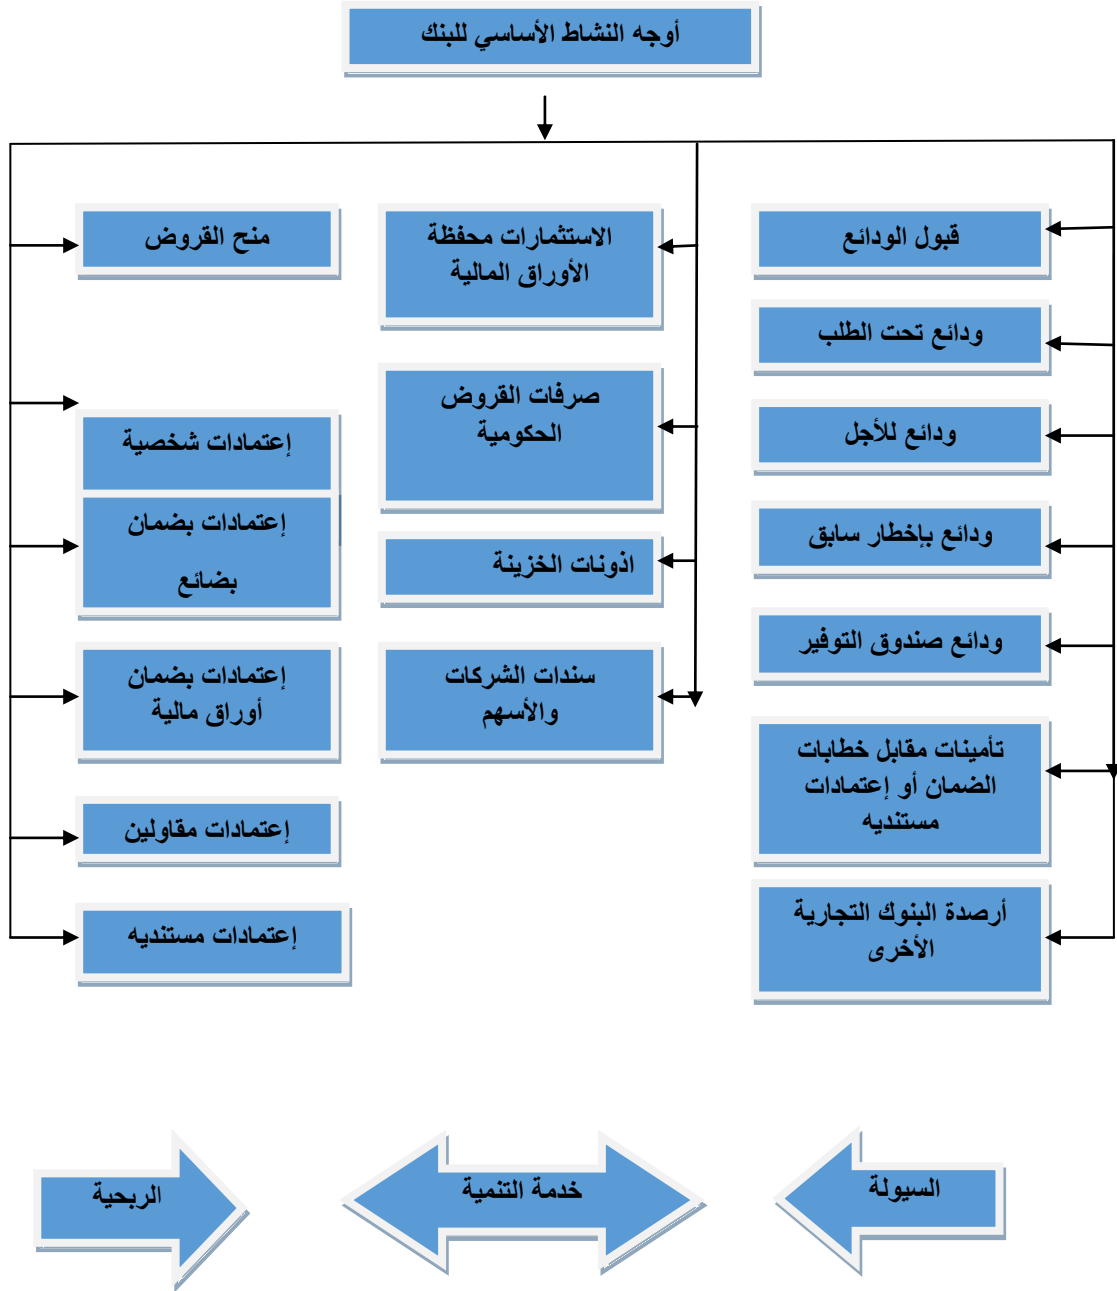 أوجه النشاط الأساسي للبنك
قبول الودائع
ودائع تحت الطلب
ودائع للأجل
ودائع بإخطار سابق
ودائع صندوق التوفير
تأمينات مقابل خطابات
الضمان أو إعتمادات
مستنديه
أرصدة البنوك التجارية
الأخرى
الاستثمارات محفظة
الأوراق المالية
صرفات القروض
الحكومية
اذونات الخزينة
سندات الشركات
والأسهم
منح القروض
إعتمادات شخصية
إعتمادات بضمان
بضائع
إعتمادات بضمان
أوراق مالية
إعتمادات مقاولين
إعتمادات مستنديه
السيولة
خدمة التنمية
الربحية